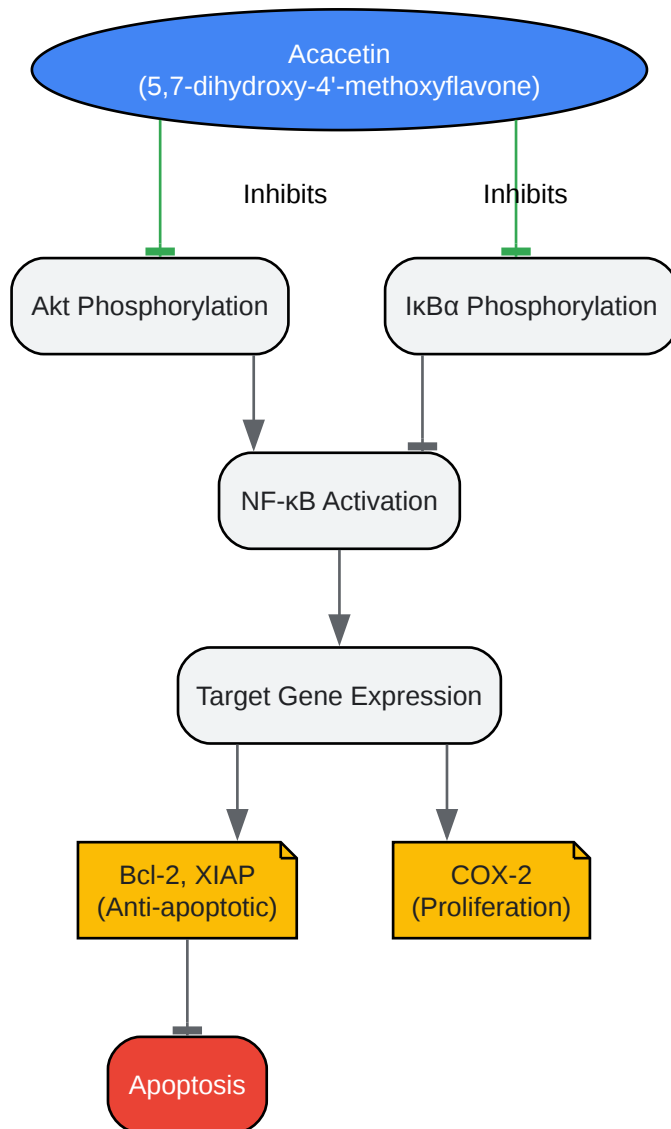 Acacetin
(5,7-dihydroxy-4'-methoxyflavone)
Inhibits
Inhibits
Akt Phosphorylation
IκBα Phosphorylation
NF-κB Activation
Target Gene Expression
Bcl-2, XIAP
(Anti-apoptotic)
COX-2
(Proliferation)
Apoptosis